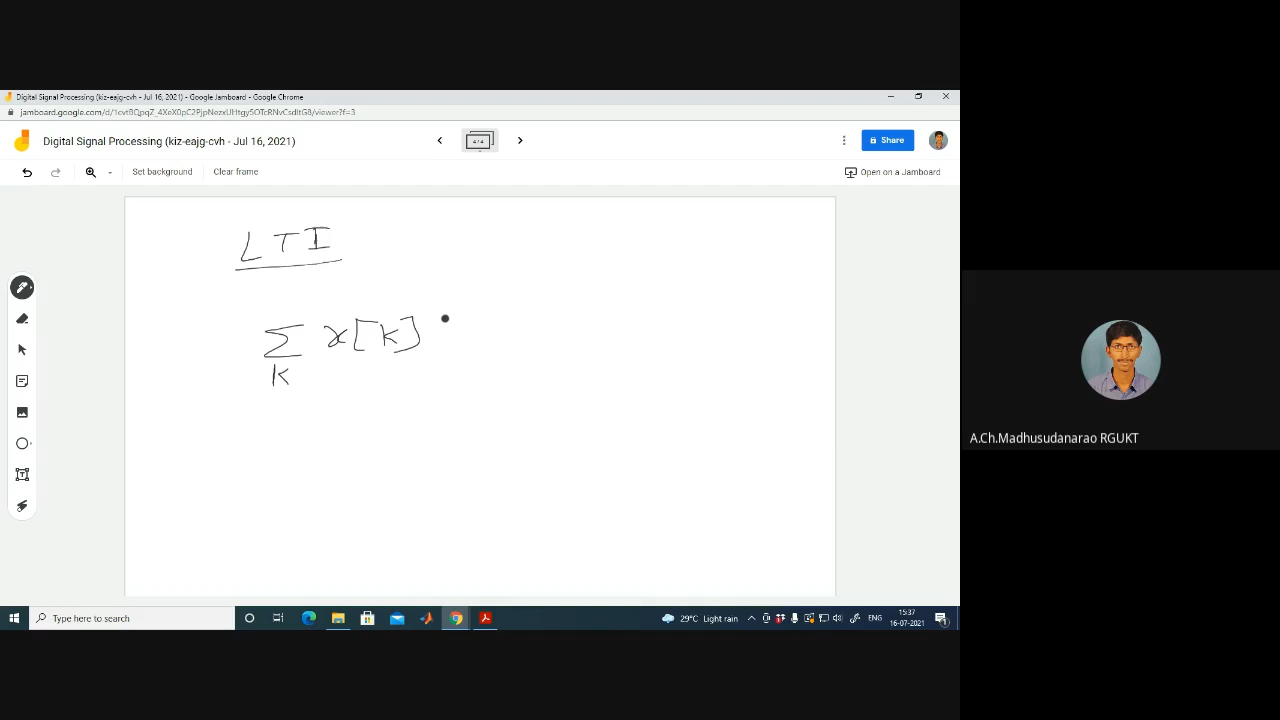 Digital Signal Processing (kiz-eajg-cvh - Jul 16, 2021) - Google Jamboard - Google Chrome
Digital Signal Processing (kiz-eajg-cvh - Jul 16, 2021)
4 / 4
Share
Set background
Clear frame
Open on a Jamboard
LTI
∑ x[k]
k
A.Ch.Madhusudanarao RGUKT
Type here to search
29°C Light rain
ENG
15:37
16-07-2021